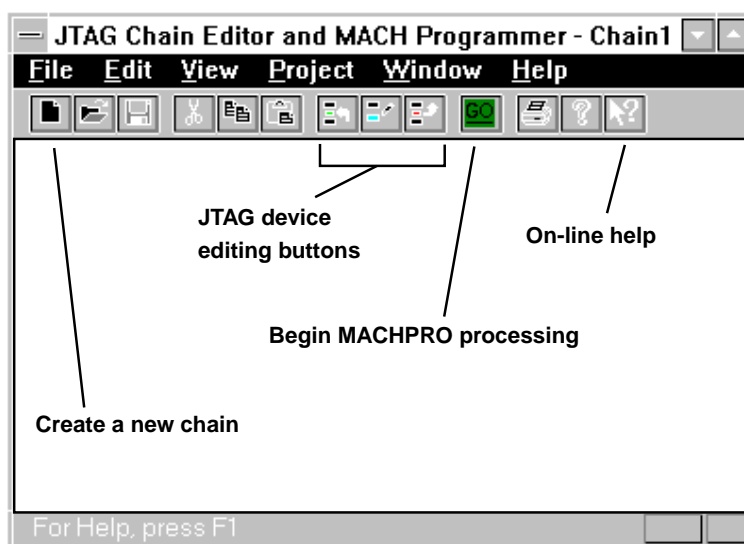 JTAG Chain Editor and MACH Programmer - Chain1
File Edit View Project Window Help
GO
JTAG device
editing buttons
On-line help
Begin MACHPRO processing
Create a new chain
For Help, press F1